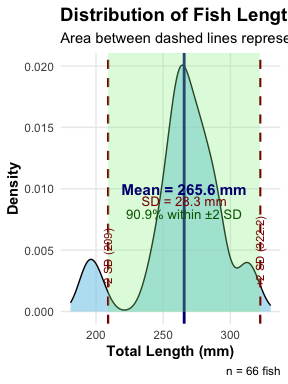 Distribution of Fish Lengt
Area between dashed lines represe
Density
0.020
0.015
0.010
0.005
0.000
Mean = 265.6 mm
SD = 28.3 mm
90.9% within ±2 SD
2 SD (209)
2 SD (322.2)
200
250
300
Total Length (mm)
n = 66 fish